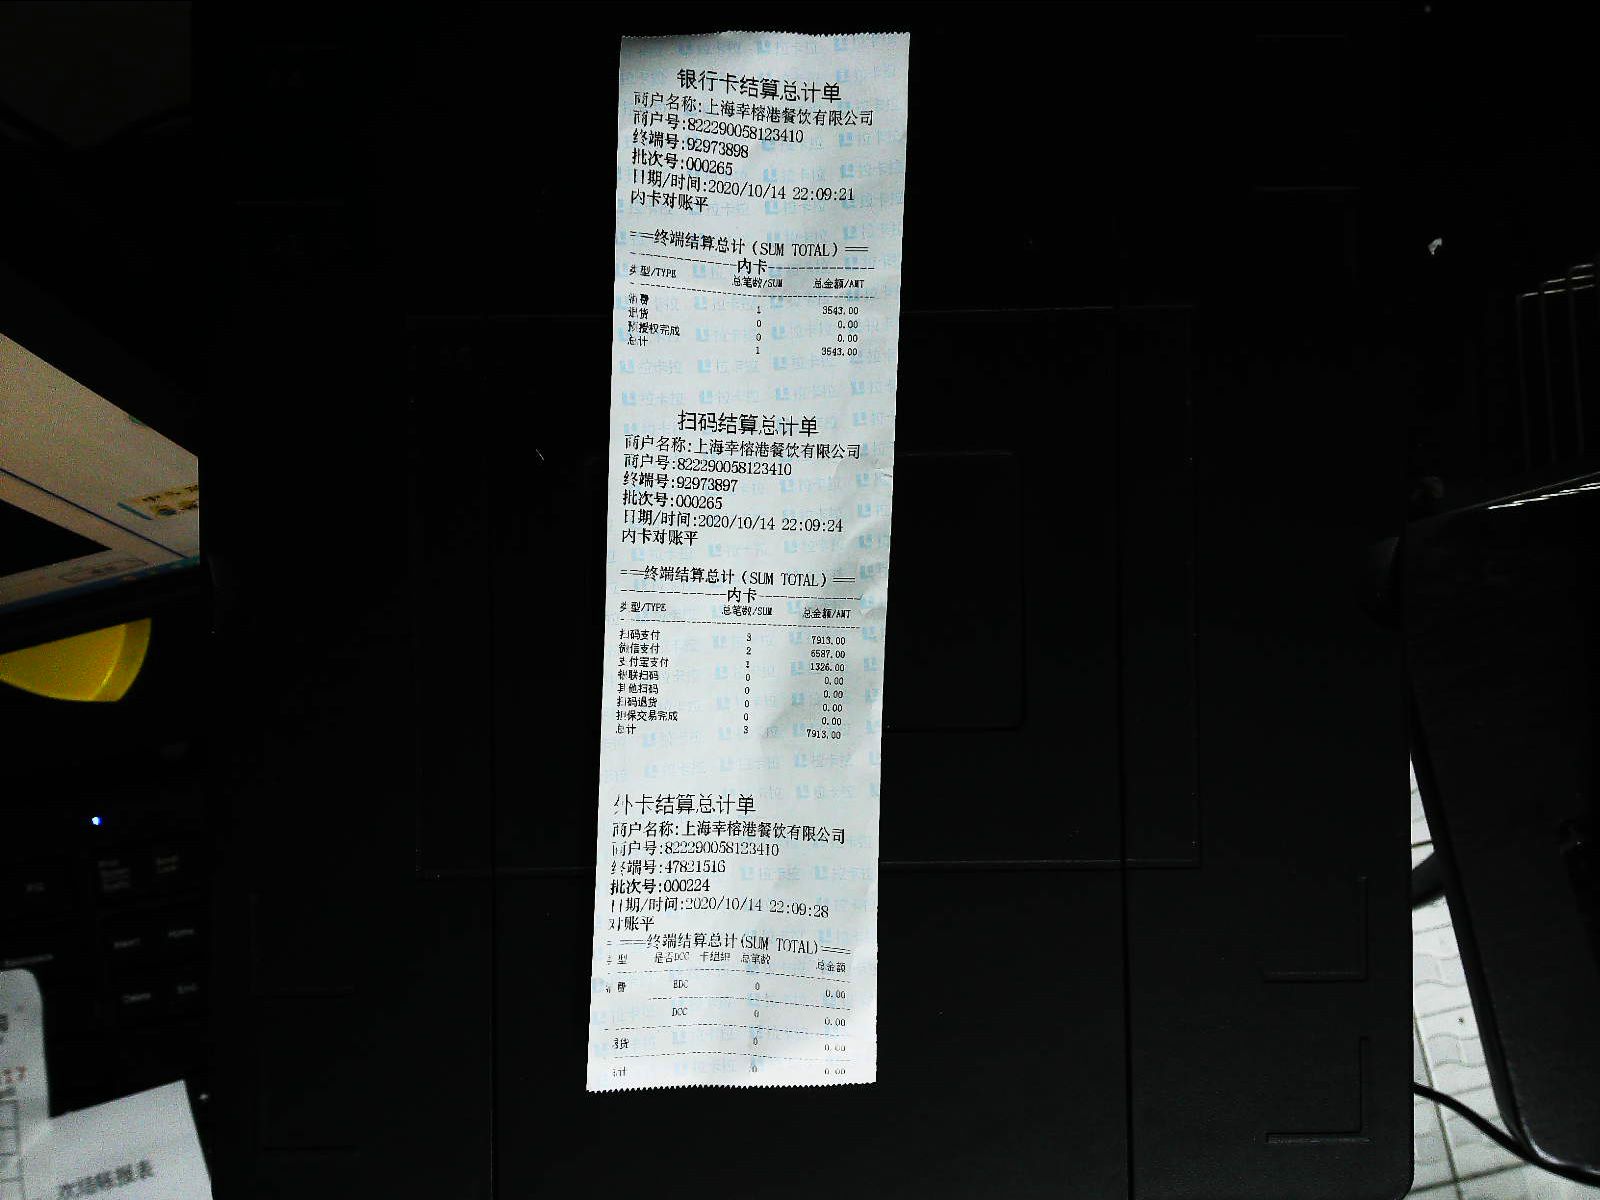 银行卡结算总计单
商户名称:上海幸榕港餐饮有限公司
商户号:822290058123410
终端号:92973898
批次号:000265
日期/时间:2020/10/14 22:09:21
内卡对账平
===终端结算总计(SUM TOTAL)===
内卡
类型/TYPE 总笔数/SUM 总金额/AMT
消费 1 3543.00
退货 0 0.00
预授权完成 0 0.00
总计 1 3543.00
扫码结算总计单
商户名称:上海幸榕港餐饮有限公司
商户号:822290058123410
终端号:92973897
批次号:000265
日期/时间:2020/10/14 22:09:24
内卡对账平
===终端结算总计(SUM TOTAL)===
内卡
类型/TYPE 总笔数/SUM 总金额/AMT
扫码支付 3 7913.00
微信支付 2 6587.00
支付宝支付 1 1326.00
银联扫码 0 0.00
其他扫码 0 0.00
扫码退货 0 0.00
担保交易完成 0 0.00
总计 3 7913.00
外卡结算总计单
商户名称:上海幸榕港餐饮有限公司
商户号:822290058123410
终端号:47821516
批次号:000224
日期/时间:2020/10/14 22:09:28
对账平
===终端结算总计(SUM TOTAL)====
类型 是否DCC 卡组织 总笔数 总金额
消费 EDC 0 0.00
DCC 0 0.00
退货 0 0.00
总计 0 0.00